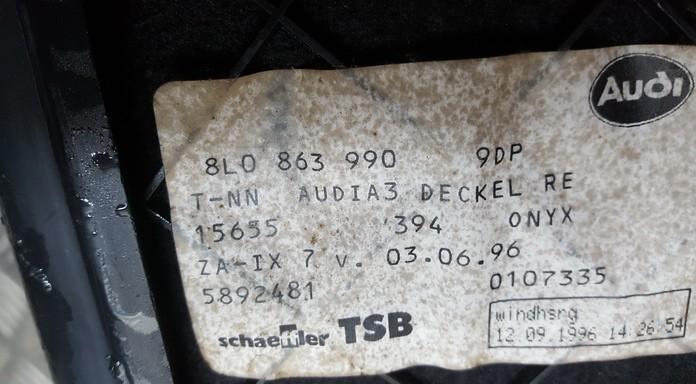 Audi
8L0 863 990 9DP
T-NN AUDIA3 DECKEL RE
15655 394 ONYX
ZA-IX 7 v. 03.06.96
5892481 0107335
schaeffler TSB
windhsng
12.09.1996 14:26:54